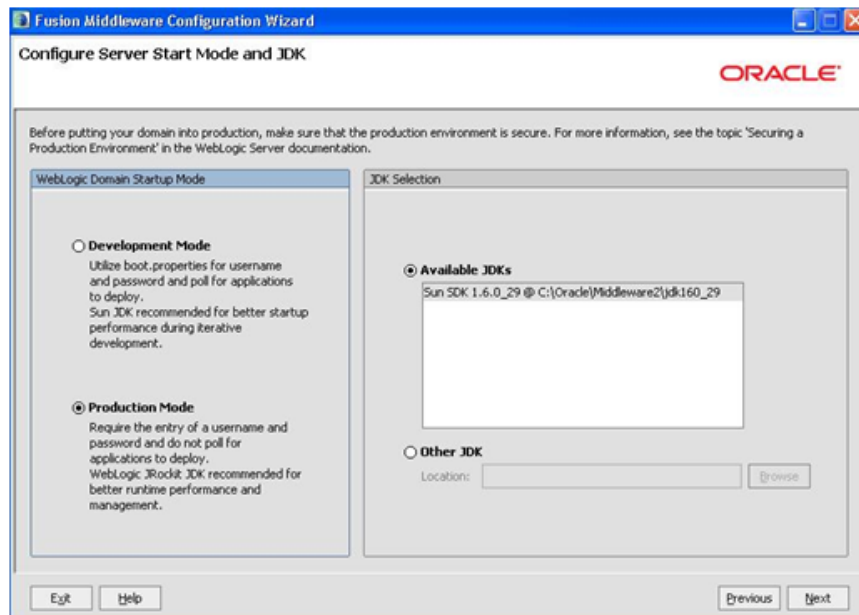 Fusion Middleware Configuration Wizard
Configure Server Start Mode and JDK
ORACLE
Before putting your domain into production, make sure that the production environment is secure. For more information, see the topic 'Securing a
Production Environment' in the WebLogic Server documentation.
WebLogic Domain Startup Mode
Development Mode
Utilize boot.properties for username
and password and poll for applications
to deploy.
Sun JDK recommended for better startup
performance during iterative
development.
Production Mode
Require the entry of a username and
password and do not poll for
applications to deploy.
WebLogic JRockit JDK recommended for
better runtime performance and
management.
JDK Selection
Available JDKs
Sun SDK 1.6.0_29 @ C:\Oracle\Middleware2\jdk160_29
Other JDK
Location:
Browse
Exit
Help
Previous
Next